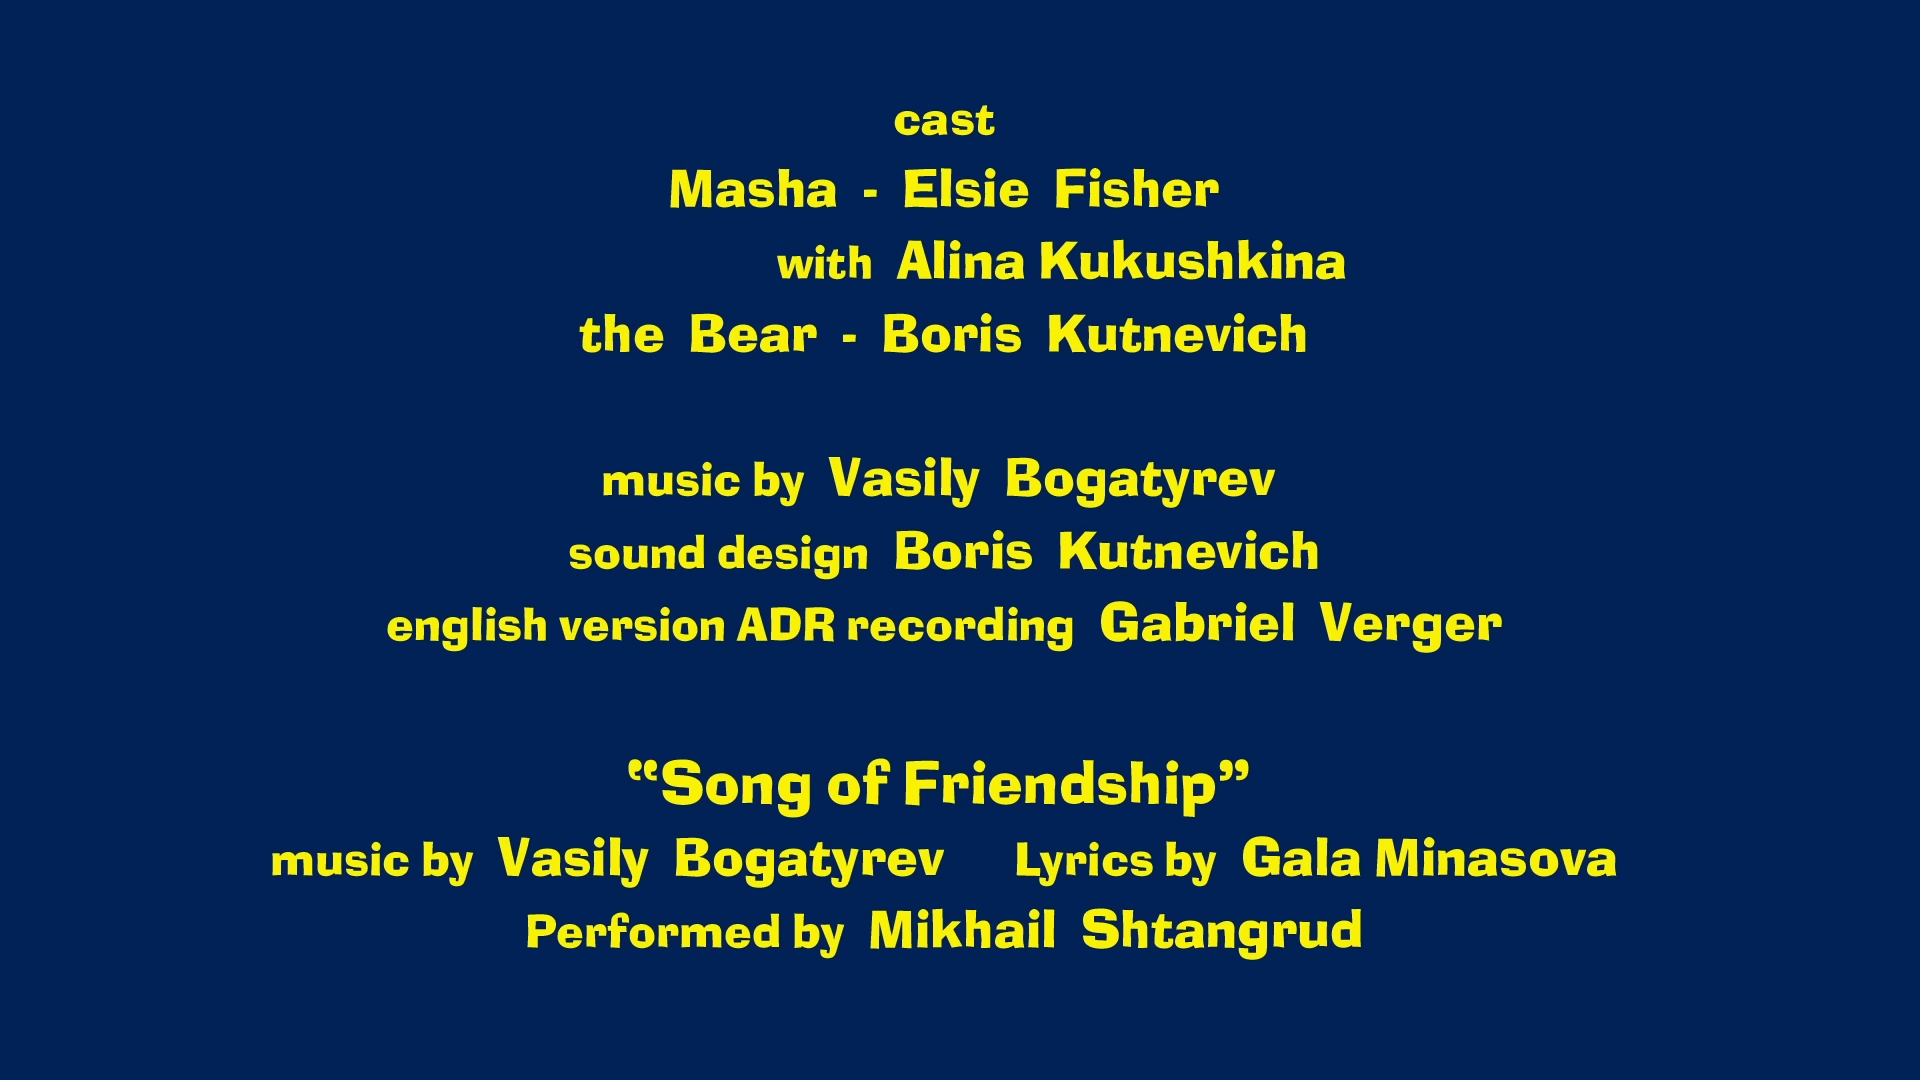 cast
Masha - Elsie Fisher
with Alina Kukushkina
the Bear - Boris Kutnevich
music by Vasily Bogatyrev
sound design Boris Kutnevich
english version ADR recording Gabriel Verger
“Song of Friendship”
music by Vasily Bogatyrev Lyrics by Gala Minasova
Performed by Mikhail Shtangrud